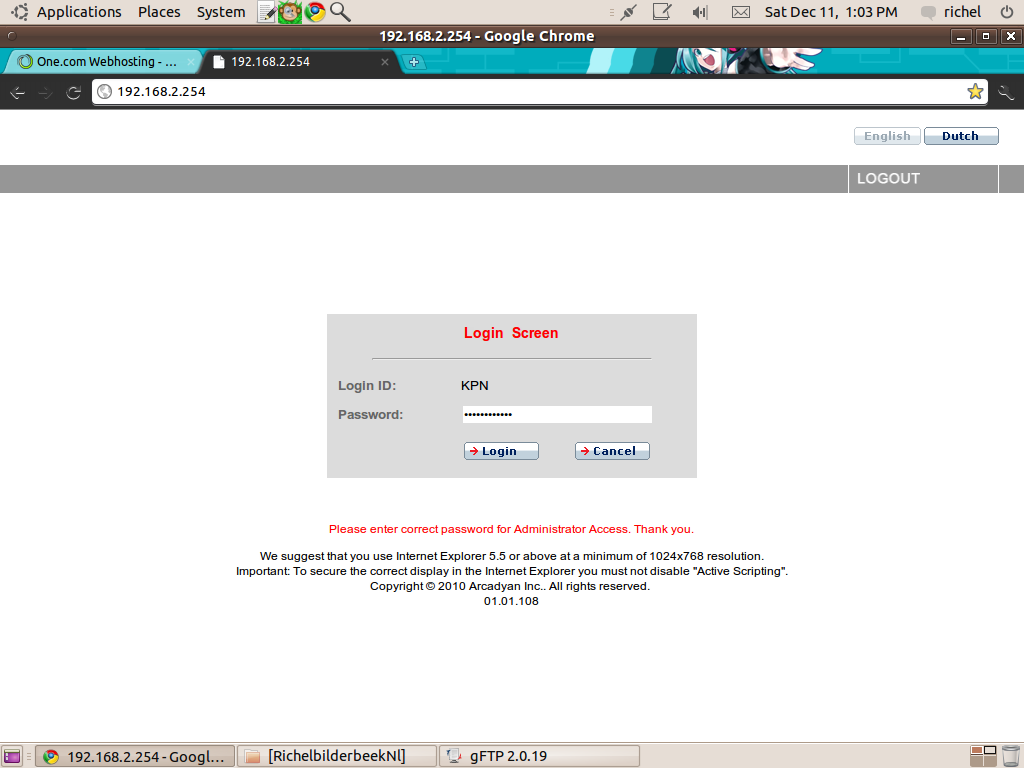 Applications Places System Sat Dec 11, 1:03 PM richel
192.168.2.254 - Google Chrome
One.com Webhosting - ... 192.168.2.254
192.168.2.254
English Dutch
LOGOUT
Login Screen
Login ID: KPN
Password: ••••••••••••
Login Cancel
Please enter correct password for Administrator Access. Thank you.
We suggest that you use Internet Explorer 5.5 or above at a minimum of 1024x768 resolution.
Important: To secure the correct display in the Internet Explorer you must not disable "Active Scripting".
Copyright © 2010 Arcadyan Inc.. All rights reserved.
01.01.108
192.168.2.254 - Googl... [RichelbilderbeekNl] gFTP 2.0.19